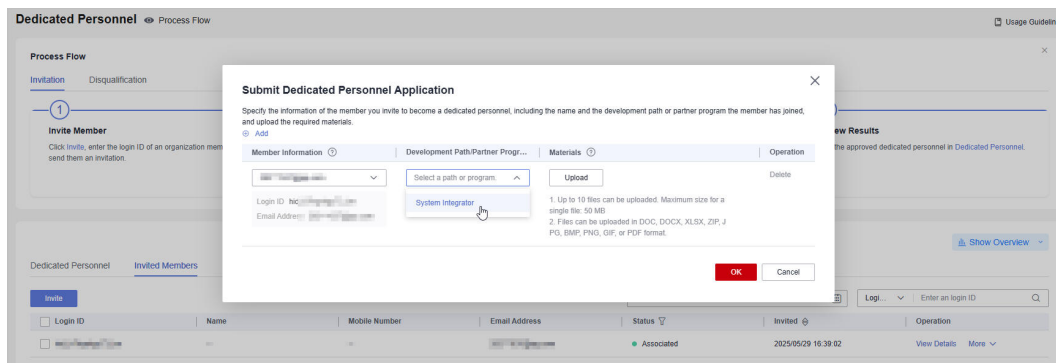 Dedicated Personnel Process Flow
Usage Guidelin
Process Flow
Invitation Disqualification
1
Invite Member
Click Invite, enter the login ID of an organization mem
send them an invitation.
ew Results
the approved dedicated personnel in Dedicated Personnel.
Submit Dedicated Personnel Application
Specify the information of the member you invite to become a dedicated personnel, including the name and the development path or partner program the member has joined,
and upload the required materials.
Add
Member Information Development Path/Partner Progr... Materials Operation
Select a path or program Upload Delete
Login ID
Email Address
System Integrator
1. Up to 10 files can be uploaded. Maximum size for a
single file: 50 MB
2. Files can be uploaded in DOC, DOCX, XLSX, ZIP, J
PG, BMP, PNG, GIF, or PDF format.
OK Cancel
Show Overview
Dedicated Personnel Invited Members
Invite
Logi... Enter an login ID
Login ID Name Mobile Number Email Address Status Invited Operation
-- -- Associated 2025/05/29 16:39:02 View Details More